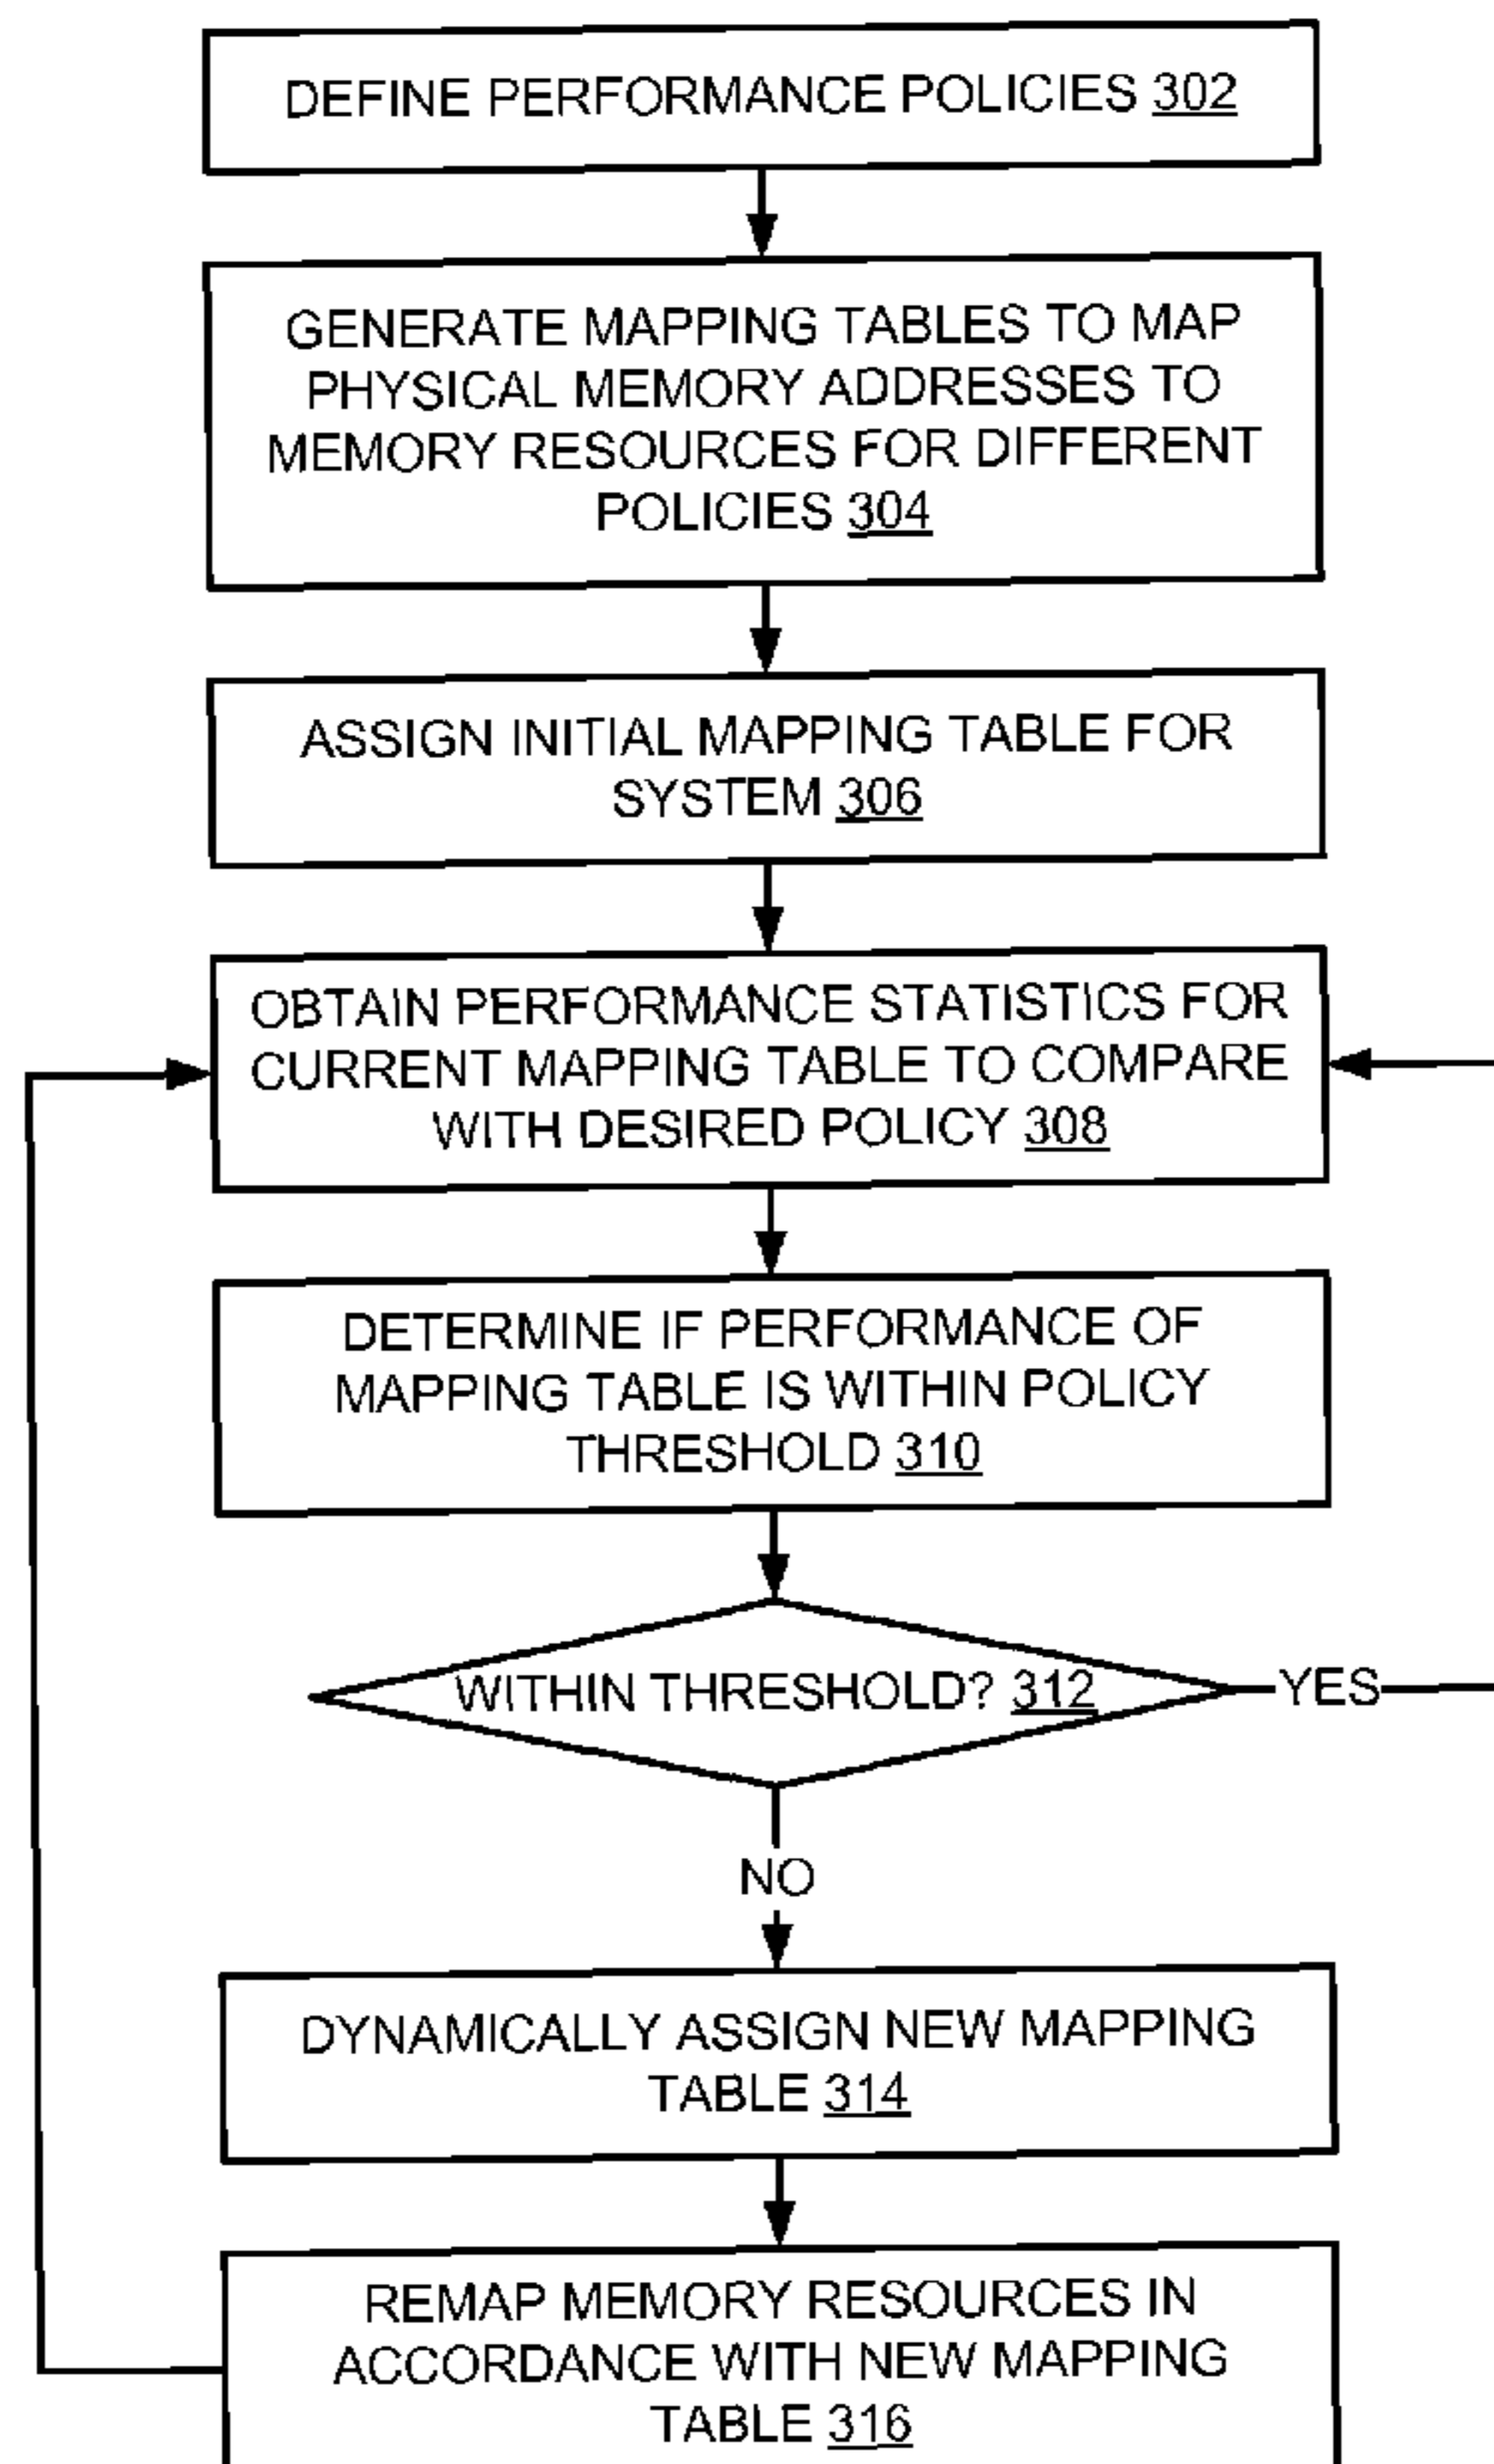 DEFINE PERFORMANCE POLICIES 302
GENERATE MAPPING TABLES TO MAP
PHYSICAL MEMORY ADDRESSES TO
MEMORY RESOURCES FOR DIFFERENT
POLICIES 304
ASSIGN INITIAL MAPPING TABLE FOR
SYSTEM 306
OBTAIN PERFORMANCE STATISTICS FOR
CURRENT MAPPING TABLE TO COMPARE
WITH DESIRED POLICY 308
DETERMINE IF PERFORMANCE OF
MAPPING TABLE IS WITHIN POLICY
THRESHOLD 310
WITHIN THRESHOLD? 312
YES
NO
DYNAMICALLY ASSIGN NEW MAPPING
TABLE 314
REMAP MEMORY RESOURCES IN
ACCORDANCE WITH NEW MAPPING
TABLE 316